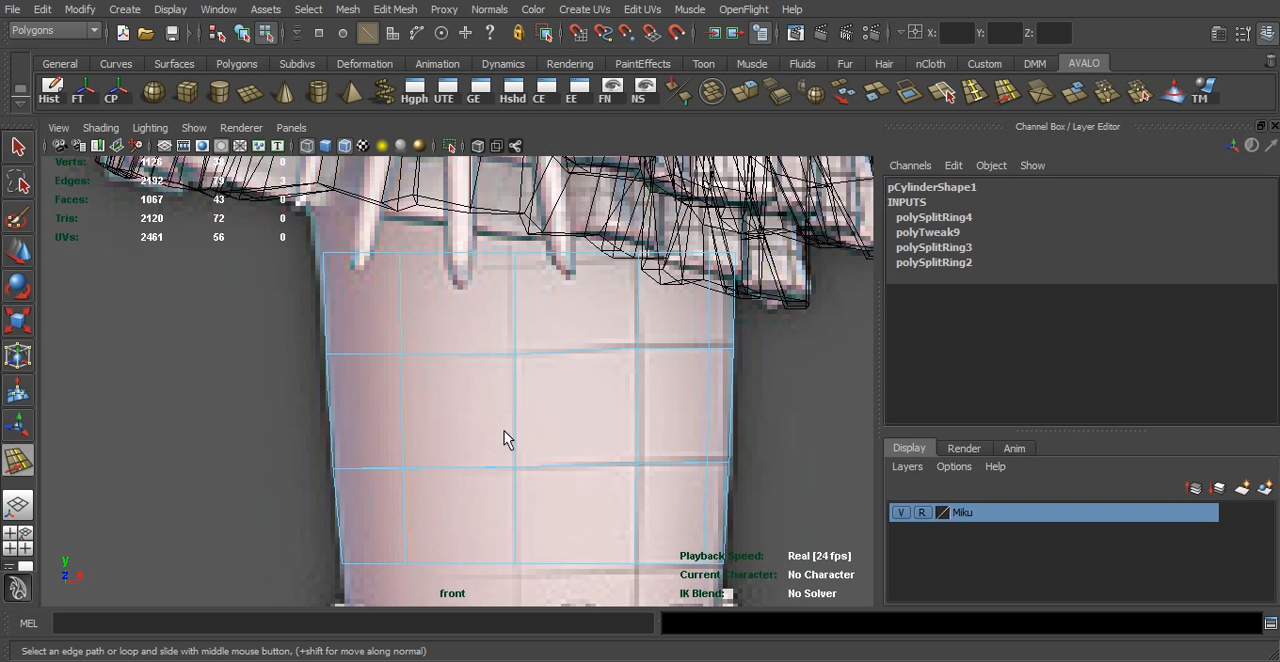 File Edit Modify Create Display Window Assets Select Mesh Edit Mesh Proxy Normals Color Create UVs Edit UVs Muscle OpenFlight Help
Polygons X: Y: Z:
General Curves Surfaces Polygons Subdivs Deformation Animation Dynamics Rendering PaintEffects Toon Muscle Fluids Fur Hair nCloth Custom DMM AVALO
Hist FT CP Hgph UTE GE Hshd CE EE FN NS TM
View Shading Lighting Show Renderer Panels
Channel Box / Layer Editor
Channels Edit Object Show
Verts: 1126 38 0
Edges: 2192 79 3
Faces: 1067 43 0
Tris: 2120 72 0
UVs: 2461 56 0
pCylinderShape1
INPUTS
polySplitRing4
polyTweak9
polySplitRing3
polySplitRing2
Display Render Anim
Layers Options Help
V R Miku
Playback Speed: Real [24 fps]
Current Character: No Character
IK Blend: No Solver
y
z
front
MEL
Select an edge path or loop and slide with middle mouse button, (+shift for move along normal)